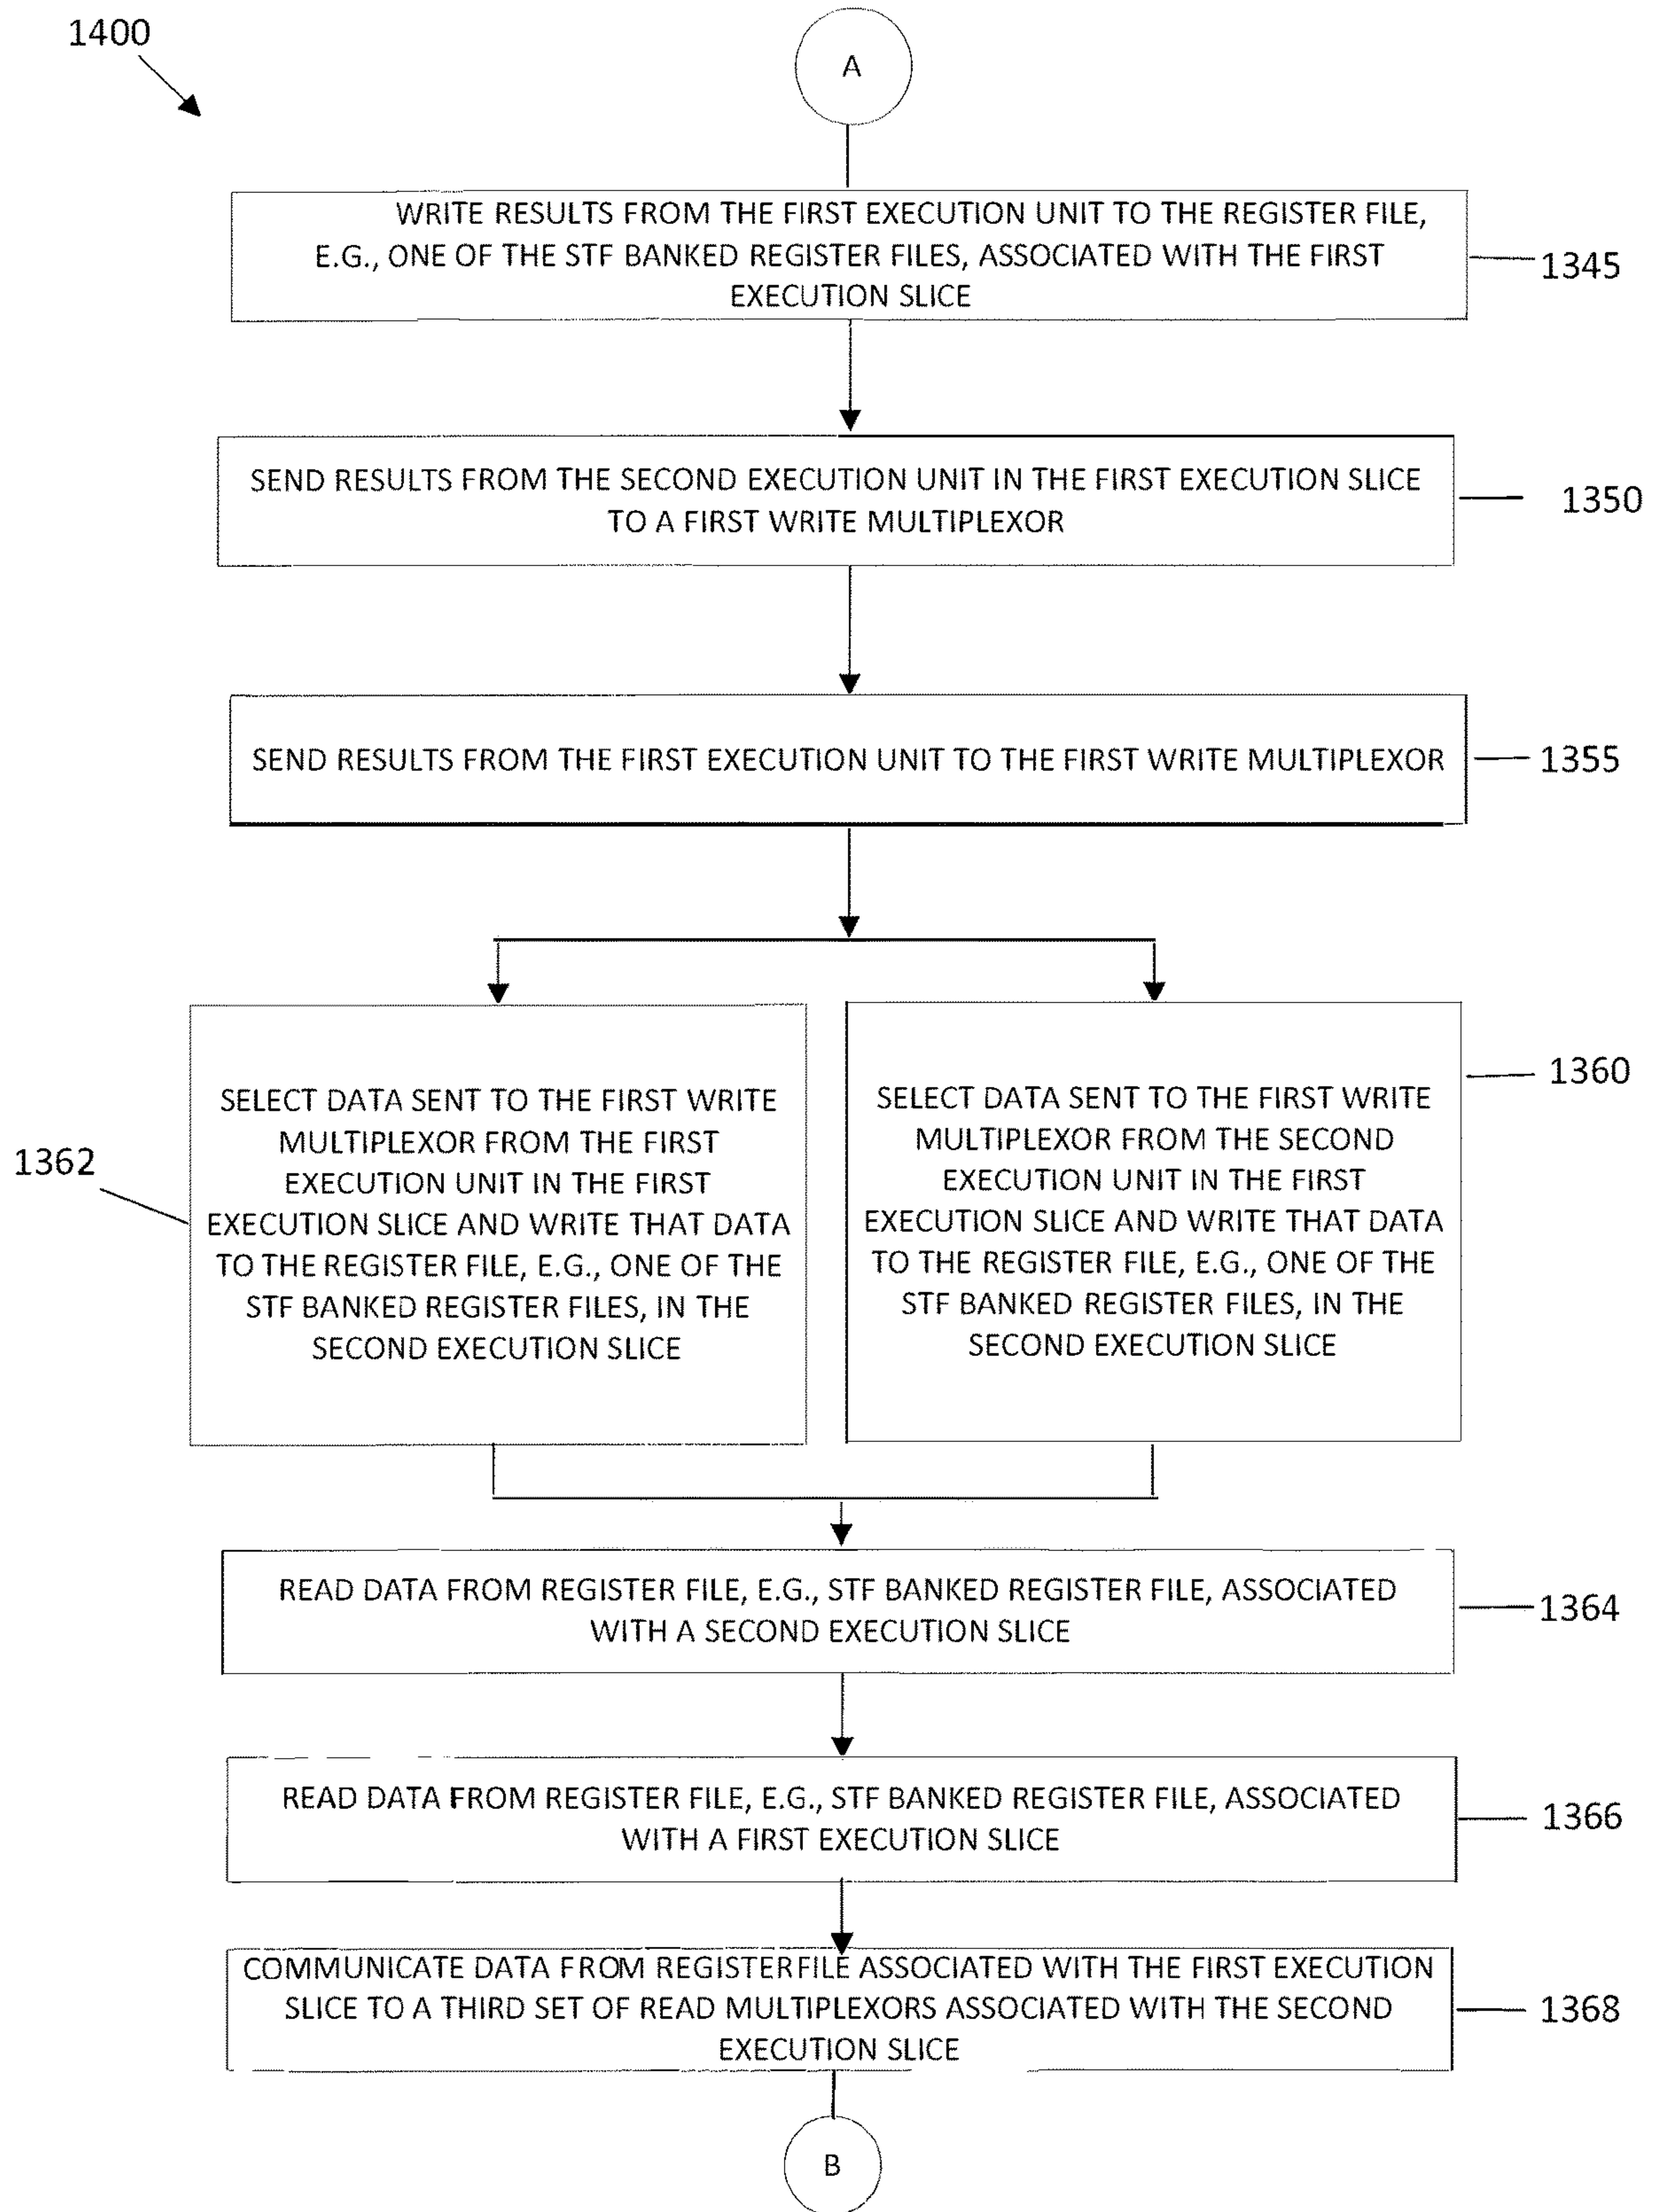 1400
A
WRITE RESULTS FROM THE FIRST EXECUTION UNIT TO THE REGISTER FILE,
E.G., ONE OF THE STF BANKED REGISTER FILES, ASSOCIATED WITH THE FIRST
EXECUTION SLICE
1345
SEND RESULTS FROM THE SECOND EXECUTION UNIT IN THE FIRST EXECUTION SLICE
TO A FIRST WRITE MULTIPLEXOR
1350
SEND RESULTS FROM THE FIRST EXECUTION UNIT TO THE FIRST WRITE MULTIPLEXOR
1355
1362
SELECT DATA SENT TO THE FIRST WRITE
MULTIPLEXOR FROM THE FIRST
EXECUTION UNIT IN THE FIRST
EXECUTION SLICE AND WRITE THAT DATA
TO THE REGISTER FILE, E.G., ONE OF THE
STF BANKED REGISTER FILES, IN THE
SECOND EXECUTION SLICE
SELECT DATA SENT TO THE FIRST WRITE
MULTIPLEXOR FROM THE SECOND
EXECUTION UNIT IN THE FIRST
EXECUTION SLICE AND WRITE THAT DATA
TO THE REGISTER FILE, E.G., ONE OF THE
STF BANKED REGISTER FILES, IN THE
SECOND EXECUTION SLICE
1360
READ DATA FROM REGISTER FILE, E.G., STF BANKED REGISTER FILE, ASSOCIATED
WITH A SECOND EXECUTION SLICE
1364
READ DATA FROM REGISTER FILE, E.G., STF BANKED REGISTER FILE, ASSOCIATED
WITH A FIRST EXECUTION SLICE
1366
COMMUNICATE DATA FROM REGISTERFILE ASSOCIATED WITH THE FIRST EXECUTION
SLICE TO A THIRD SET OF READ MULTIPLEXORS ASSOCIATED WITH THE SECOND
EXECUTION SLICE
1368
B